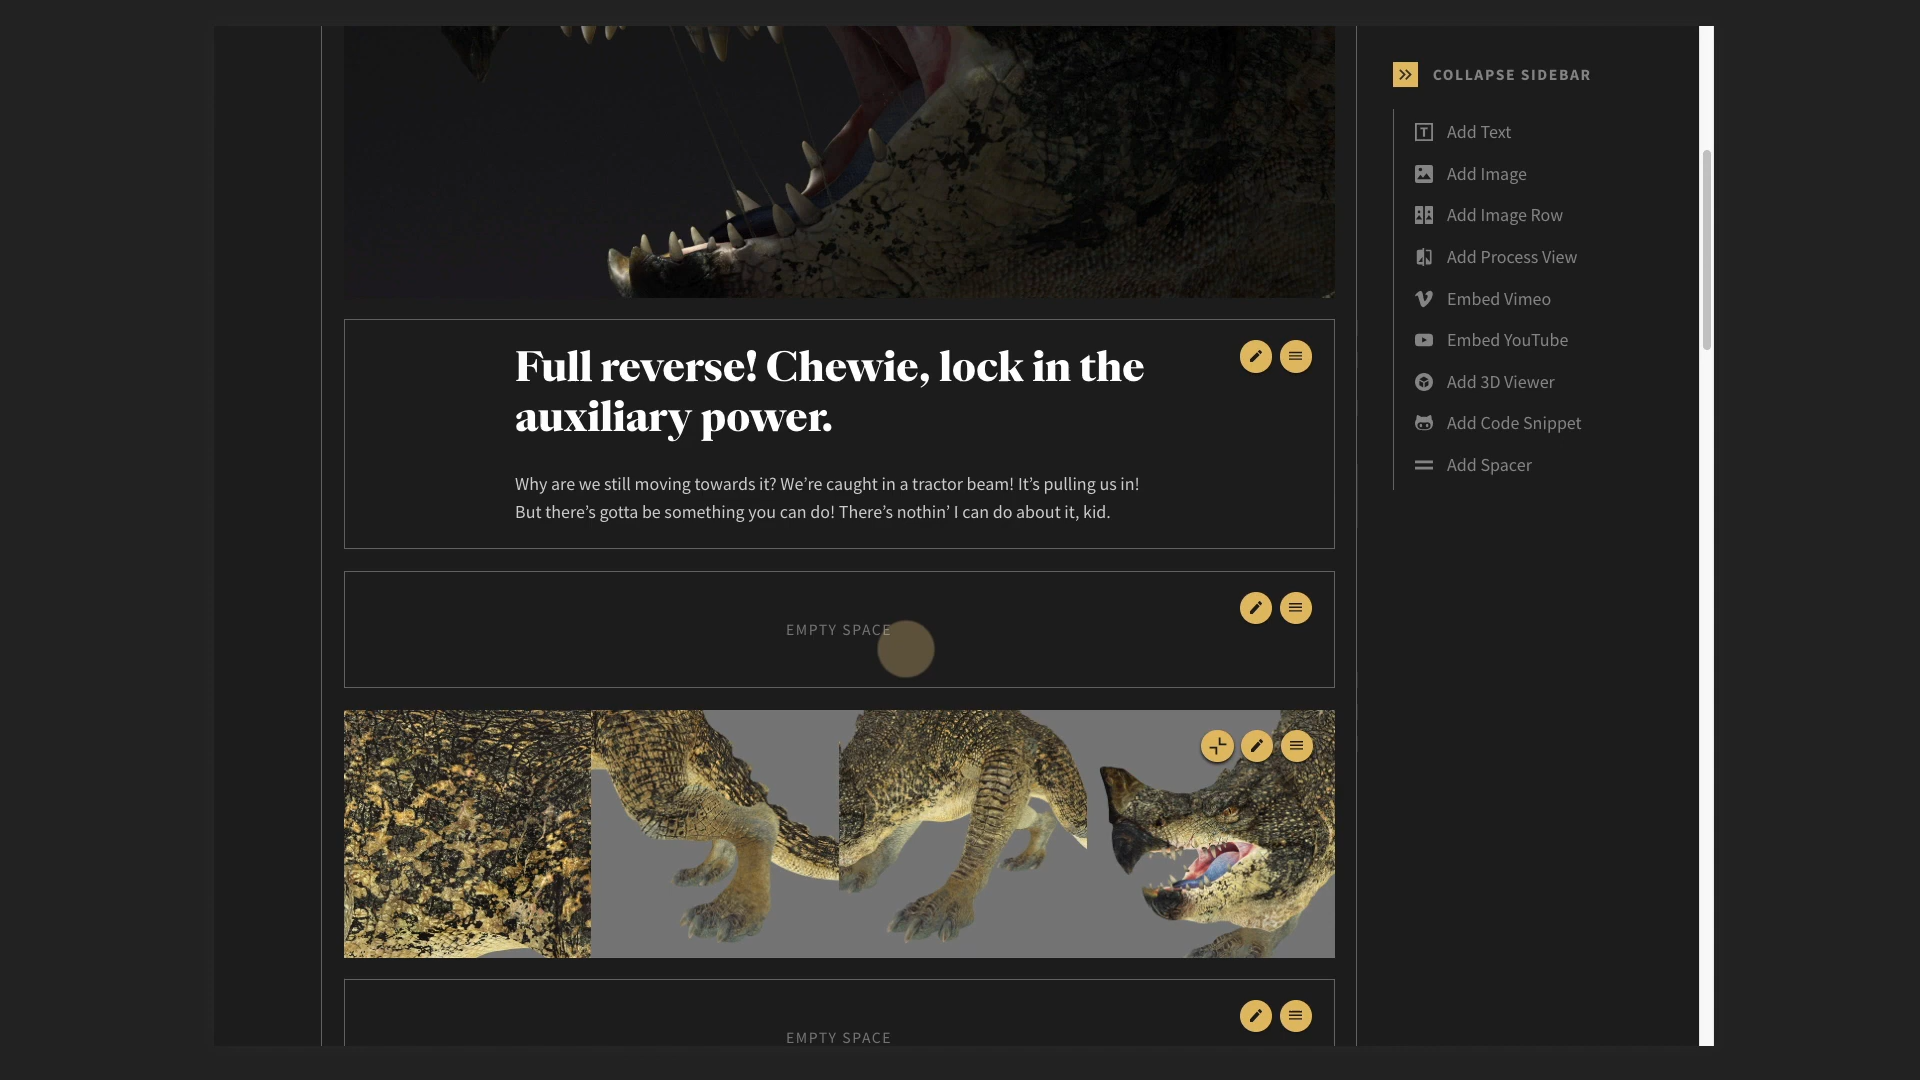 COLLAPSE SIDEBAR
Add Text
Add Image
Add Image Row
Add Process View
Embed Vimeo
Embed YouTube
Add 3D Viewer
Add Code Snippet
Add Spacer
Full reverse! Chewie, lock in the
auxiliary power.
Why are we still moving towards it? We’re caught in a tractor beam! It’s pulling us in!
But there’s gotta be something you can do! There’s nothin’ I can do about it, kid.
EMPTY SPACE
EMPTY SPACE